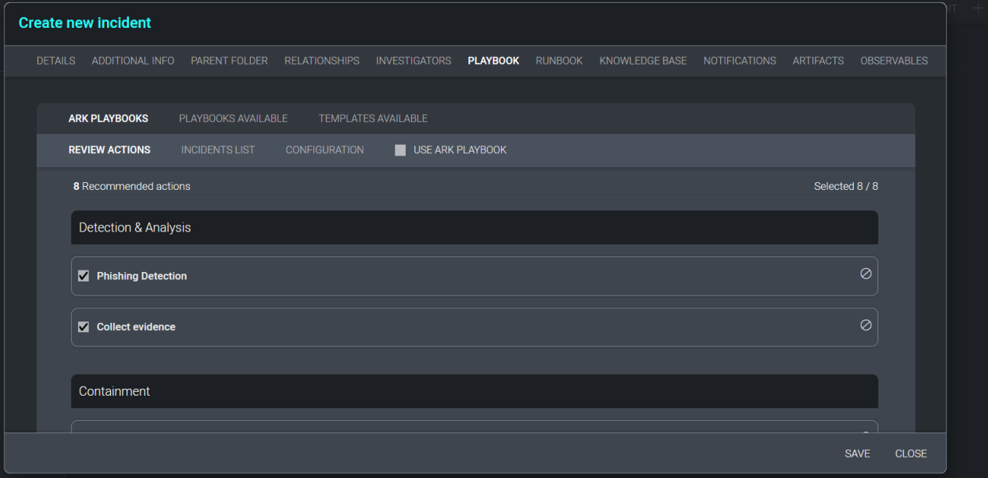 Create new incident
DETAILS ADDITIONAL INFO PARENT FOLDER RELATIONSHIPS INVESTIGATORS PLAYBOOK RUNBOOK KNOWLEDGE BASE NOTIFICATIONS ARTIFACTS OBSERVABLES
ARK PLAYBOOKS PLAYBOOKS AVAILABLE TEMPLATES AVAILABLE
REVIEW ACTIONS INCIDENTS LIST CONFIGURATION USE ARK PLAYBOOK
8 Recommended actions Selected 8 / 8
Detection & Analysis
Phishing Detection
Collect evidence
Containment
SAVE CLOSE